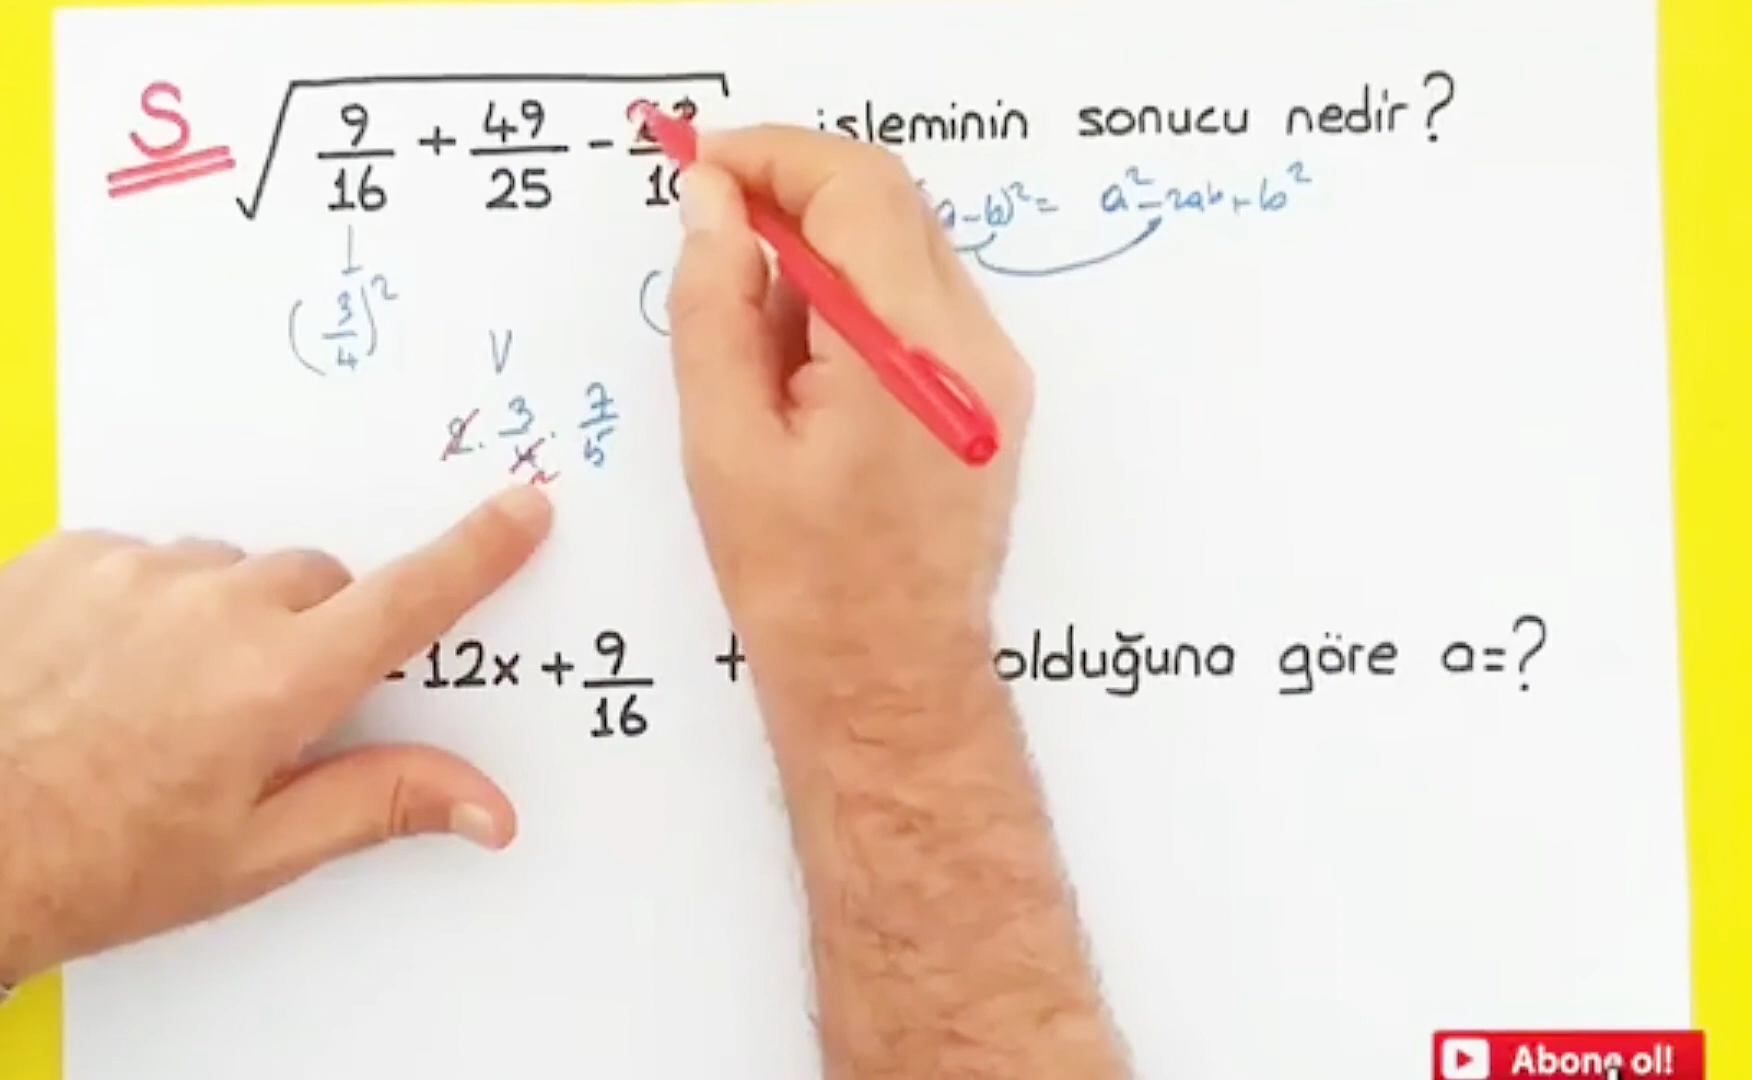 S √ 9/16 + 49/25 - işleminin sonucu nedir?
a-b)² = a² - 2ab + b²
(3/4)²
V
2 . 3/4 . 7/5
2
- 12x + 9/16 + olduğuna göre a=?
Abone ol!